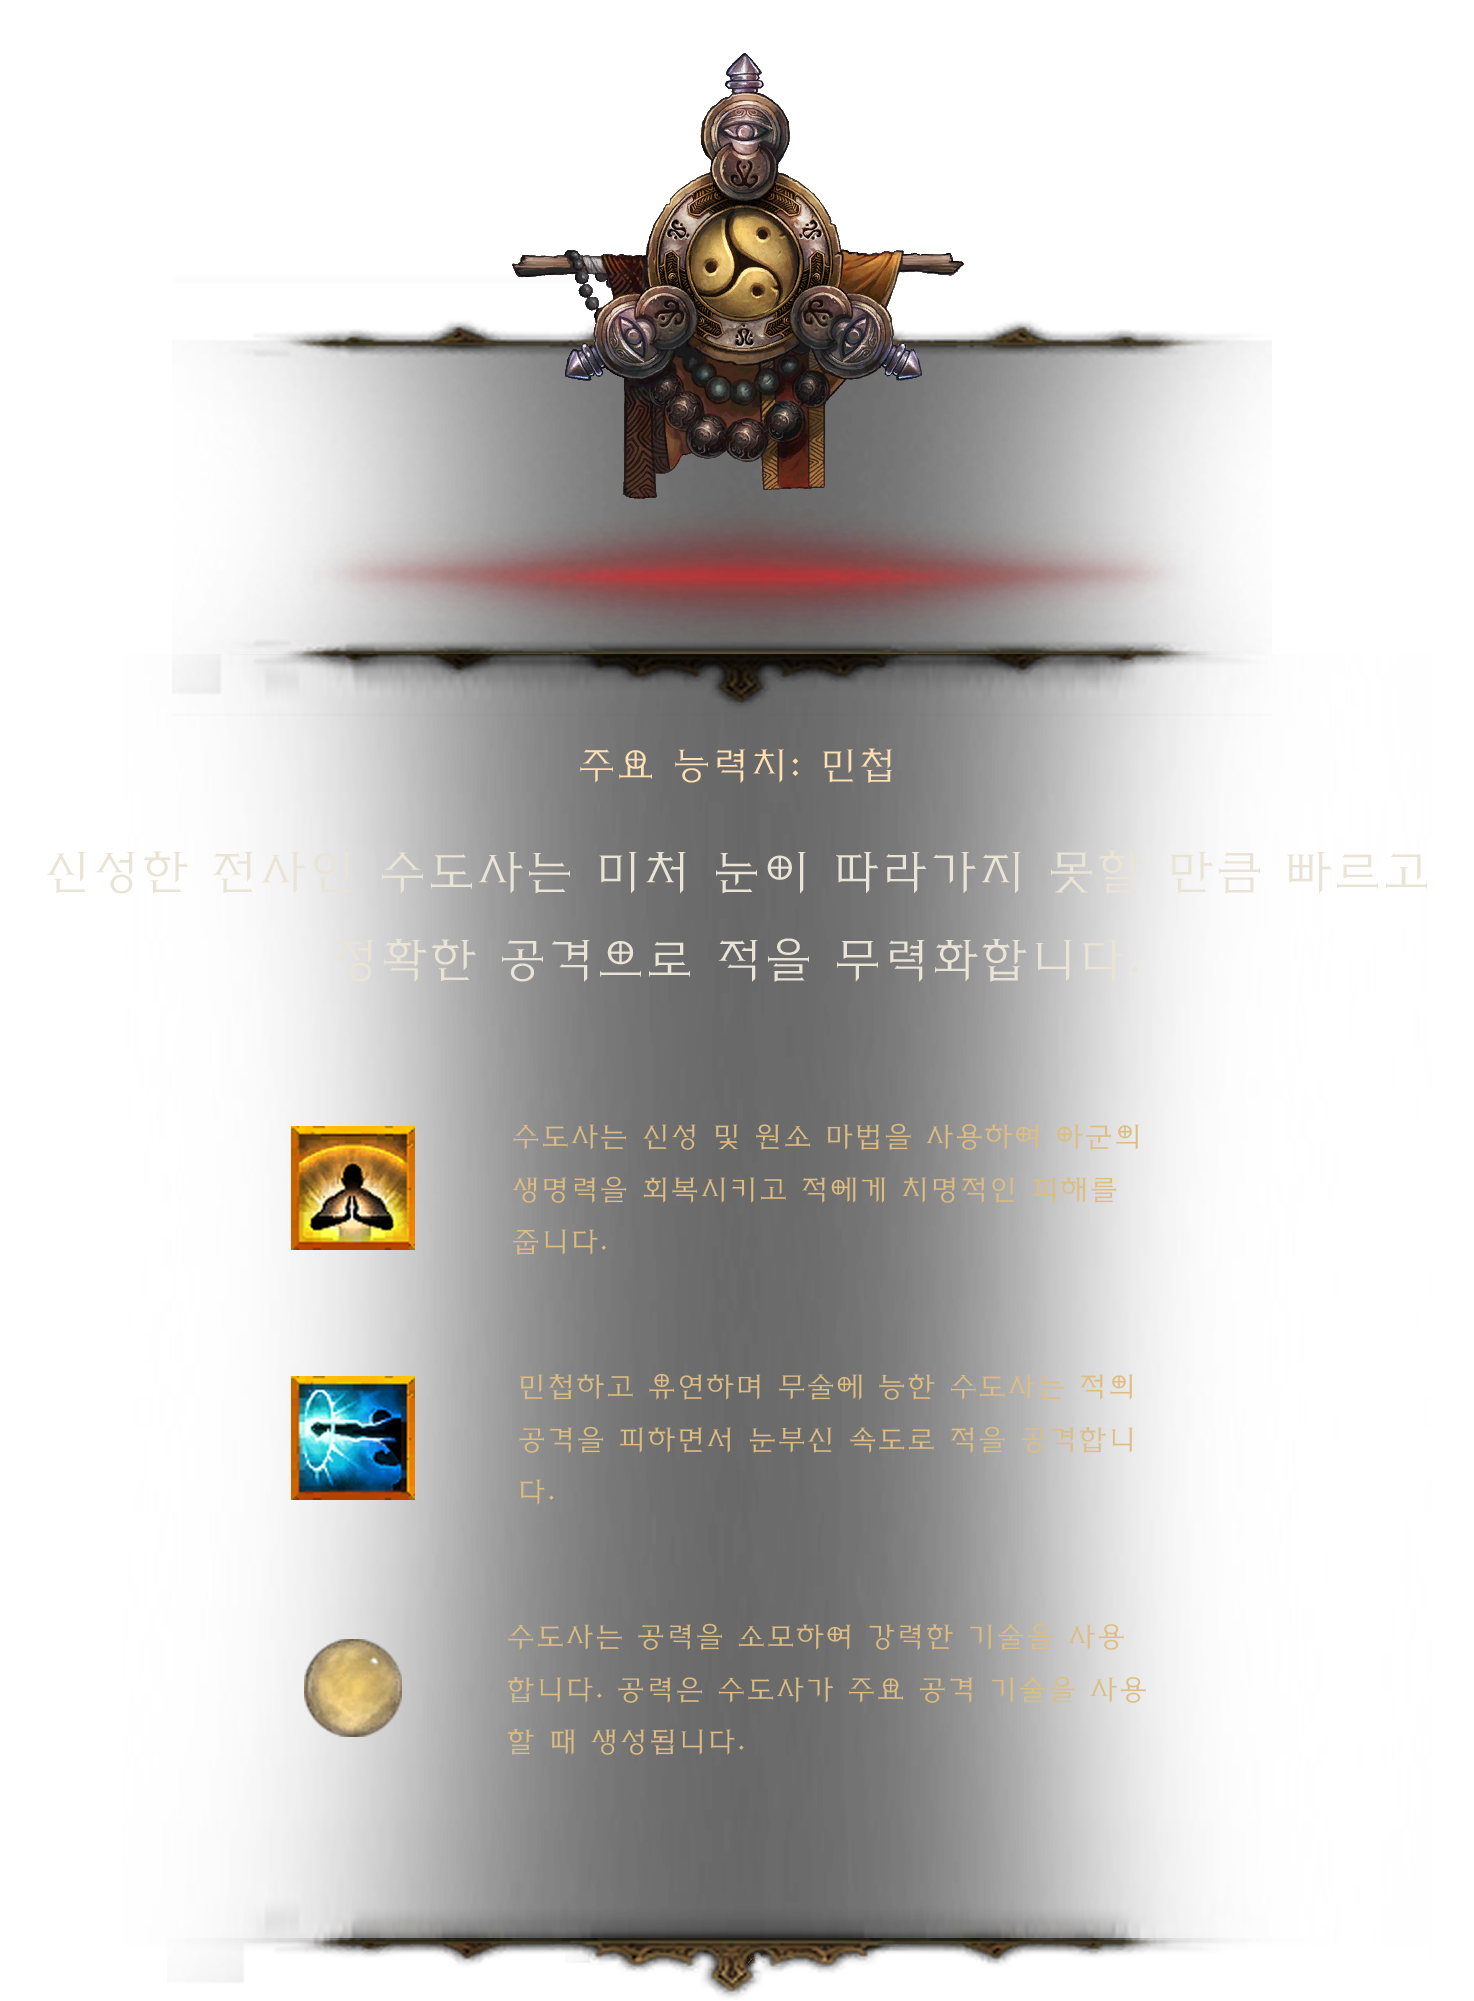 주요 능력치: 민첩
신성한 전사인 수도사는 미처 눈이 따라가지 못할 만큼 빠르고
정확한 공격으로 적을 무력화합니다.
수도사는 신성 및 원소 마법을 사용하여 아군의
생명력을 회복시키고 적에게 치명적인 피해를
줍니다.
민첩하고 유연하며 무술에 능한 수도사는 적의
공격을 피하면서 눈부신 속도로 적을 공격합니
다.
수도사는 공력을 소모하여 강력한 기술을 사용
합니다. 공력은 수도사가 주요 공격 기술을 사용
할 때 생성됩니다.